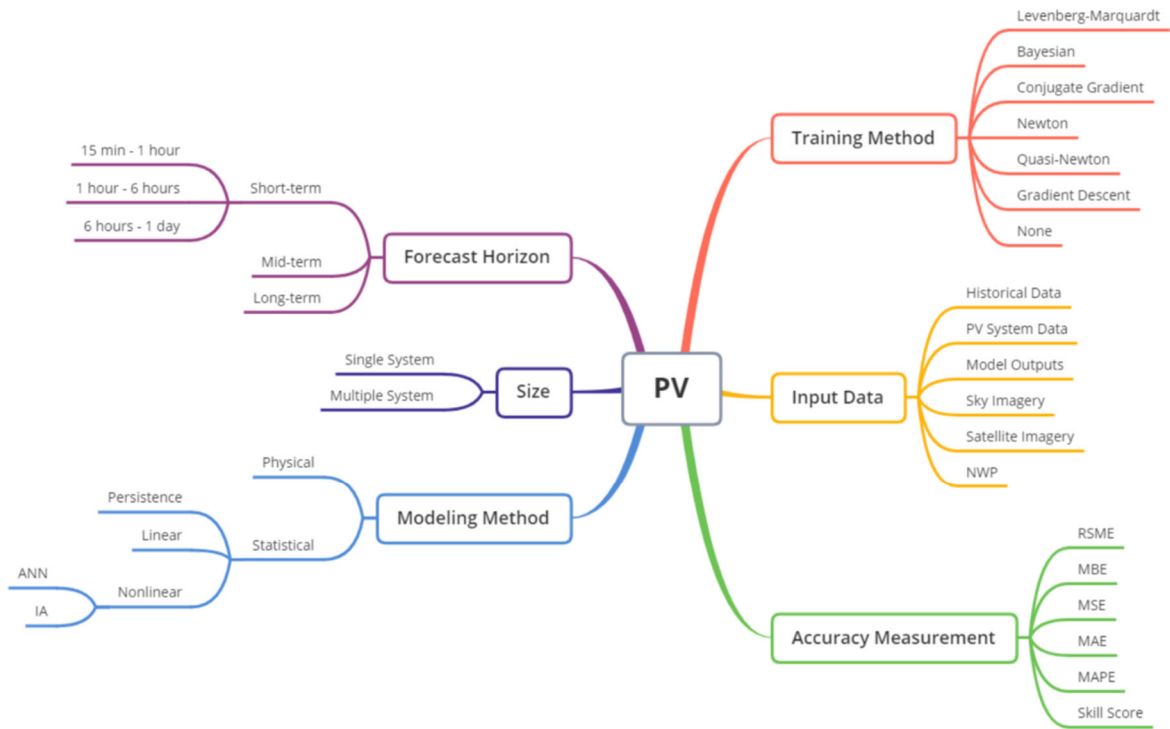 PV
Training Method
Levenberg-Marquardt
Bayesian
Conjugate Gradient
Newton
Quasi-Newton
Gradient Descent
None
Input Data
Historical Data
PV System Data
Model Outputs
Sky Imagery
Satellite Imagery
NWP
Accuracy Measurement
RSME
MBE
MSE
MAE
MAPE
Skill Score
Forecast Horizon
Short-term
15 min - 1 hour
1 hour - 6 hours
6 hours - 1 day
Mid-term
Long-term
Size
Single System
Multiple System
Modeling Method
Physical
Statistical
Persistence
Linear
Nonlinear
ANN
IA